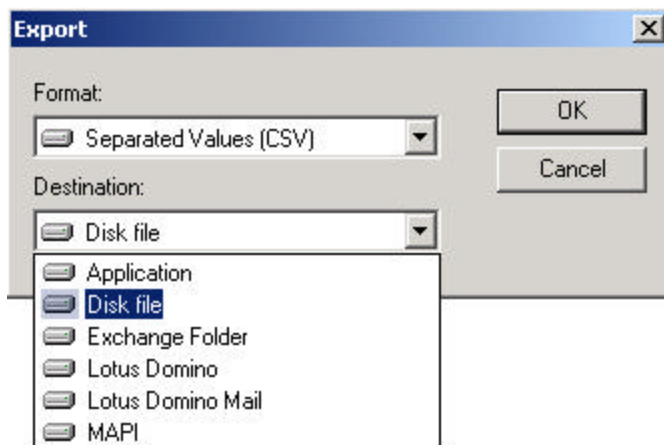 Export
Format:
Separated Values (CSV)
OK
Cancel
Destination:
Disk file
Application
Disk file
Exchange Folder
Lotus Domino
Lotus Domino Mail
MAPI